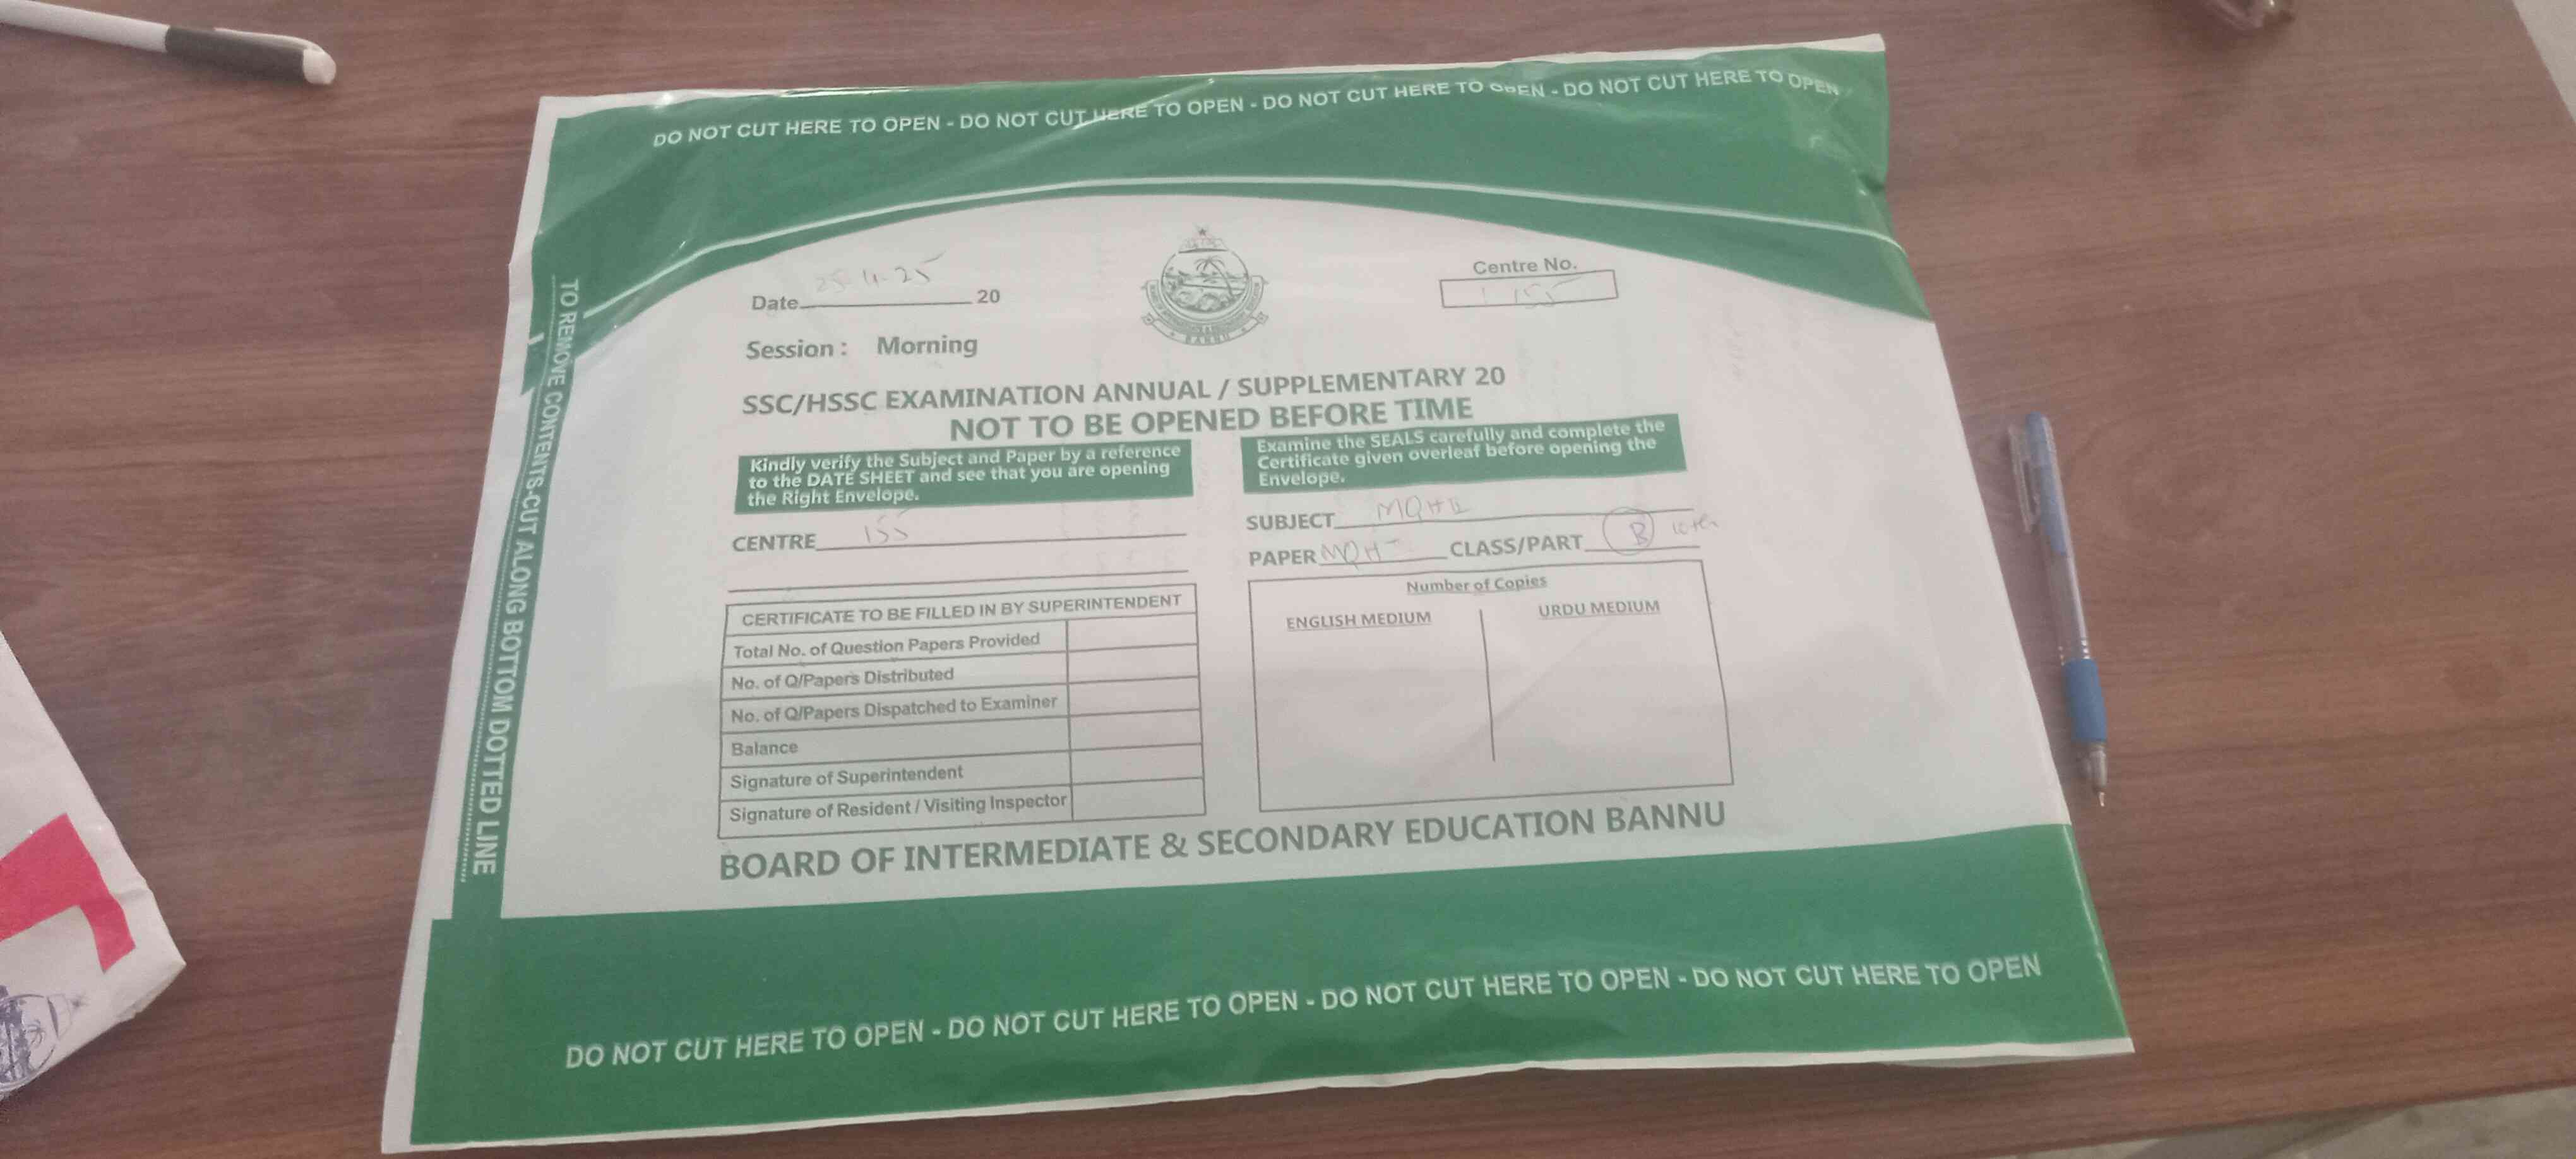 DO NOT CUT HERE TO OPEN - DO NOT CUT HERE TO OPEN - DO NOT CUT HERE TO OPEN - DO NOT CUT HERE TO OPEN
TO REMOVE CONTENTS-CUT ALONG BOTTOM DOTTED LINE
Date 25-4-25 20
Centre No.
155
BANNU
Session : Morning
SSC/HSSC EXAMINATION ANNUAL / SUPPLEMENTARY 20
NOT TO BE OPENED BEFORE TIME
Kindly verify the Subject and Paper by a reference
to the DATE SHEET and see that you are opening
the Right Envelope.
Examine the SEALS carefully and complete the
Certificate given overleaf before opening the
Envelope.
CENTRE 155
SUBJECT MQH II
PAPER MQH CLASS/PART B 10th
CERTIFICATE TO BE FILLED IN BY SUPERINTENDENT
Total No. of Question Papers Provided
No. of Q/Papers Distributed
No. of Q/Papers Dispatched to Examiner
Balance
Signature of Superintendent
Signature of Resident / Visiting Inspector
Number of Copies
ENGLISH MEDIUM URDU MEDIUM
BOARD OF INTERMEDIATE & SECONDARY EDUCATION BANNU
DO NOT CUT HERE TO OPEN - DO NOT CUT HERE TO OPEN - DO NOT CUT HERE TO OPEN - DO NOT CUT HERE TO OPEN